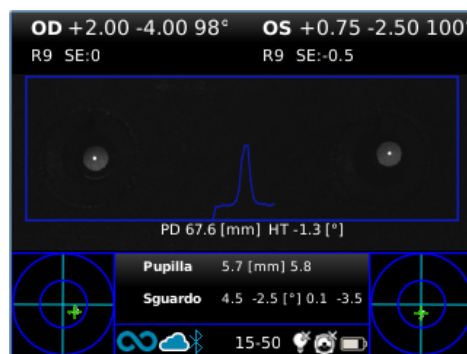 OD +2.00 -4.00 98° OS +0.75 -2.50 100°
R9 SE:0 R9 SE:-0.5
PD 67.6 [mm] HT -1.3 [°]
Pupilla 5.7 [mm] 5.8
Sguardo 4.5 -2.5 [°] 0.1 -3.5
15-50